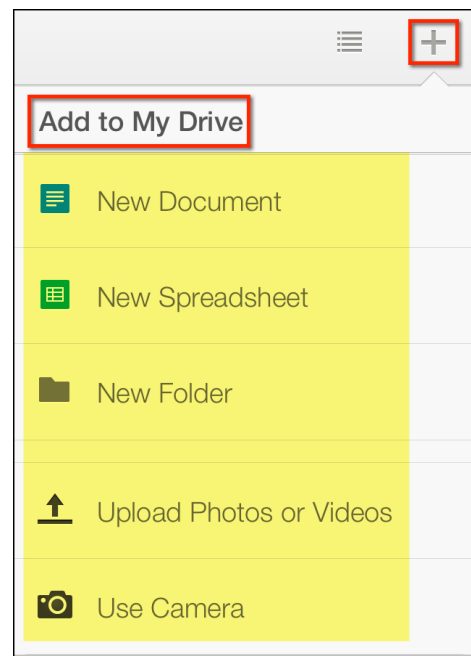 Add to My Drive
New Document
New Spreadsheet
New Folder
Upload Photos or Videos
Use Camera